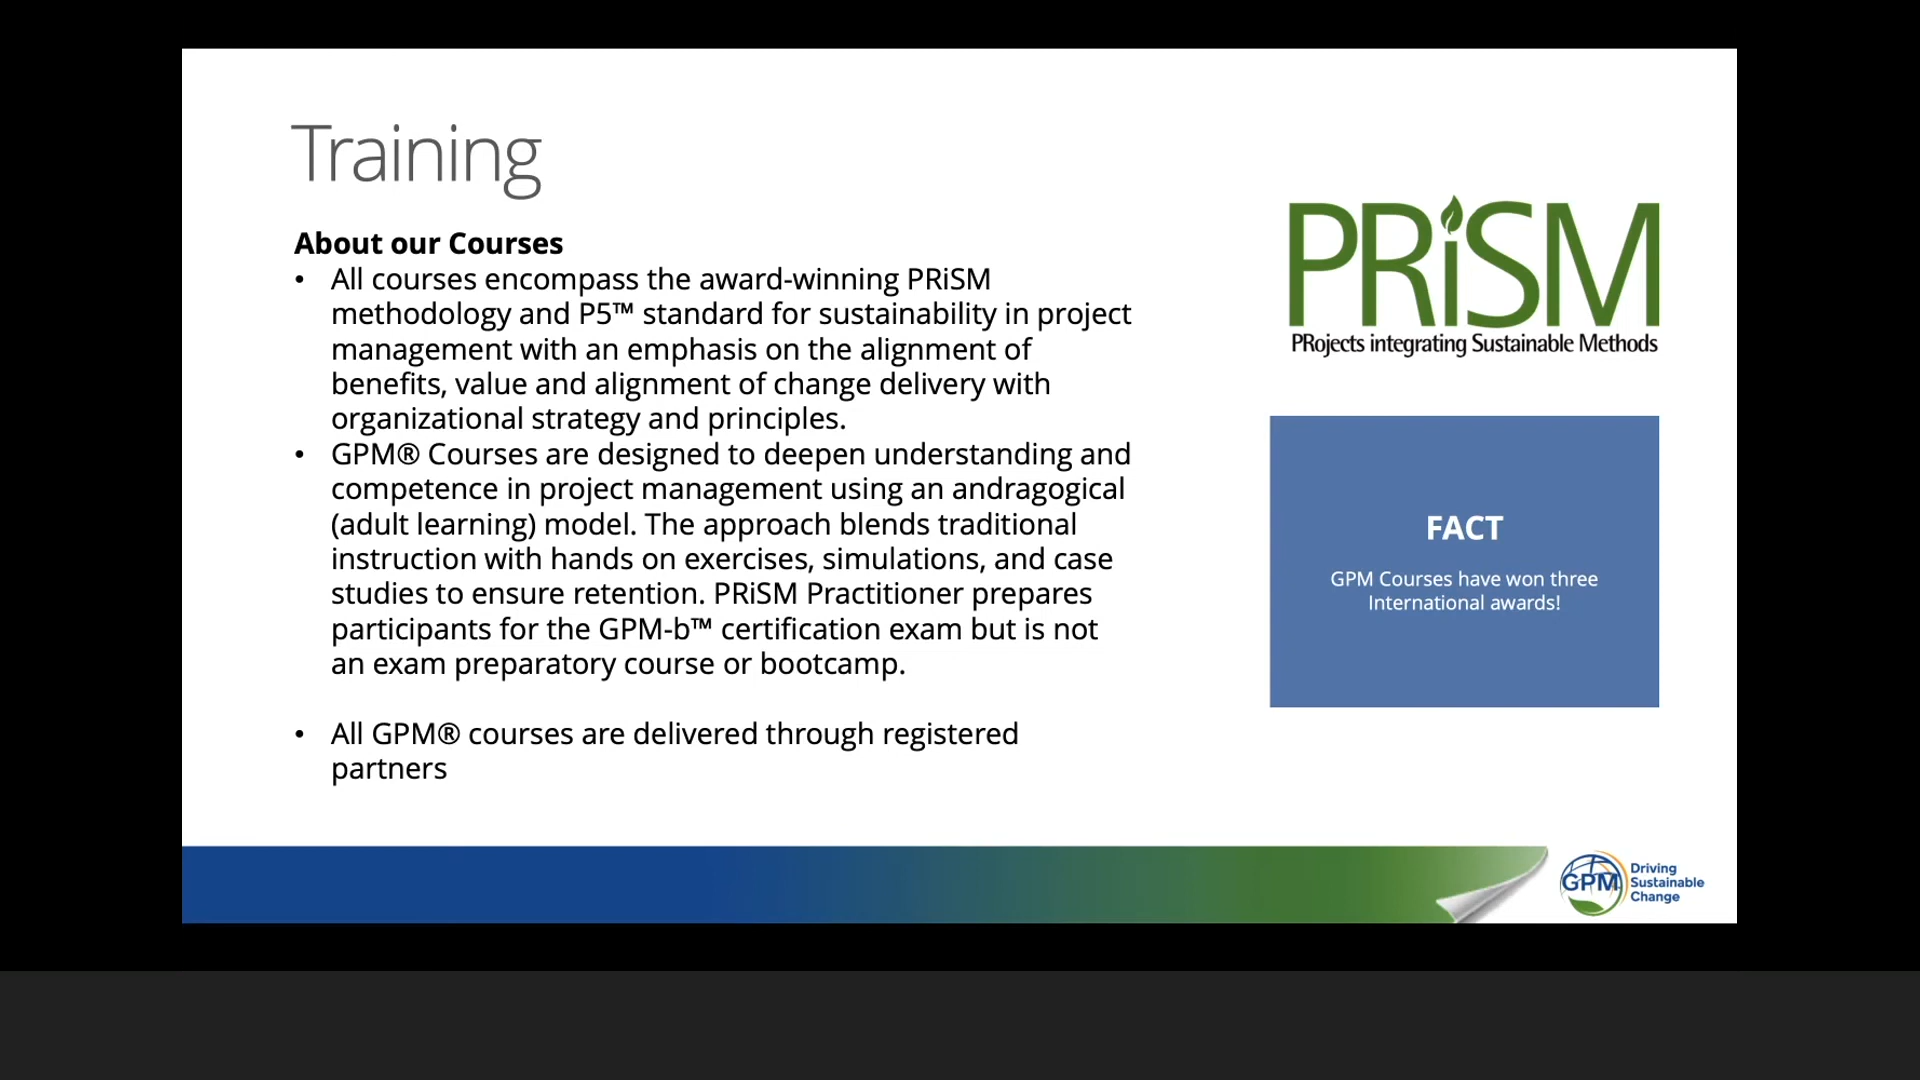 Training
About our Courses
• All courses encompass the award-winning PRiSM
methodology and P5™ standard for sustainability in project
management with an emphasis on the alignment of
benefits, value and alignment of change delivery with
organizational strategy and principles.
• GPM® Courses are designed to deepen understanding and
competence in project management using an andragogical
(adult learning) model. The approach blends traditional
instruction with hands on exercises, simulations, and case
studies to ensure retention. PRiSM Practitioner prepares
participants for the GPM-b™ certification exam but is not
an exam preparatory course or bootcamp.
• All GPM® courses are delivered through registered
partners
PRiSM
PRojects integrating Sustainable Methods
FACT
GPM Courses have won three
International awards!
GPM
Driving
Sustainable
Change